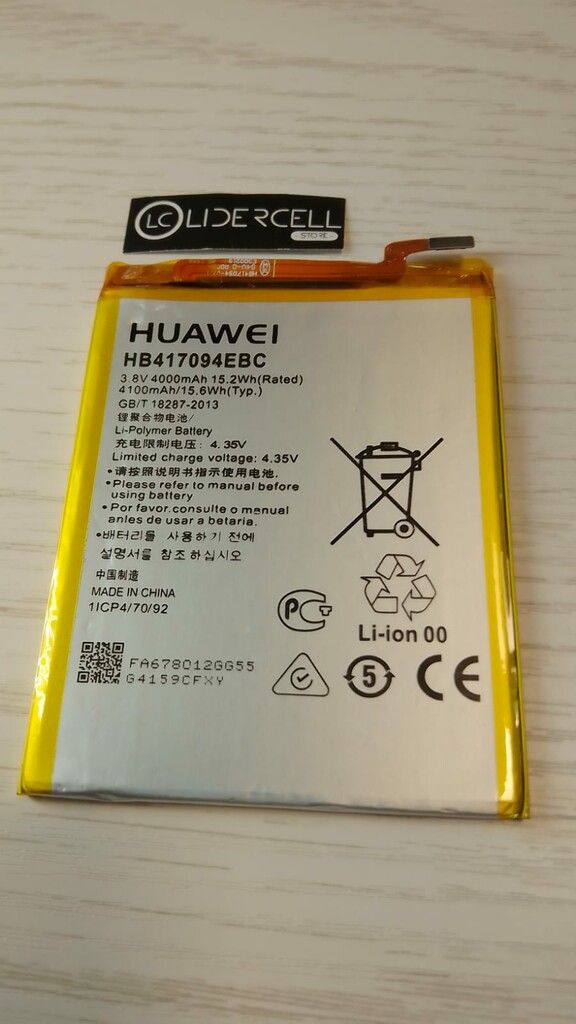 LC LIDERCELL
STORE
HUAWEI
HB417094EBC
3.8V 4000mAh 15.2Wh(Rated)
4100mAh/15.6Wh(Typ.)
GB/T 18287-2013
锂聚合物电池/
Li-Polymer Battery
充电限制电压: 4.35V
Limited charge voltage: 4.35V
•请按照说明书指示使用电池.
•Please refer to manual before
using battery
•Por favor.consulte o manual
anles de usar a betaria.
•배터리를 사용하기 전에
설명서를 참조하십시오
中国制造
MADE IN CHINA
1ICP4/70/92
Li-ion 00
FA678012GG55
G4159CFXY
5
CE